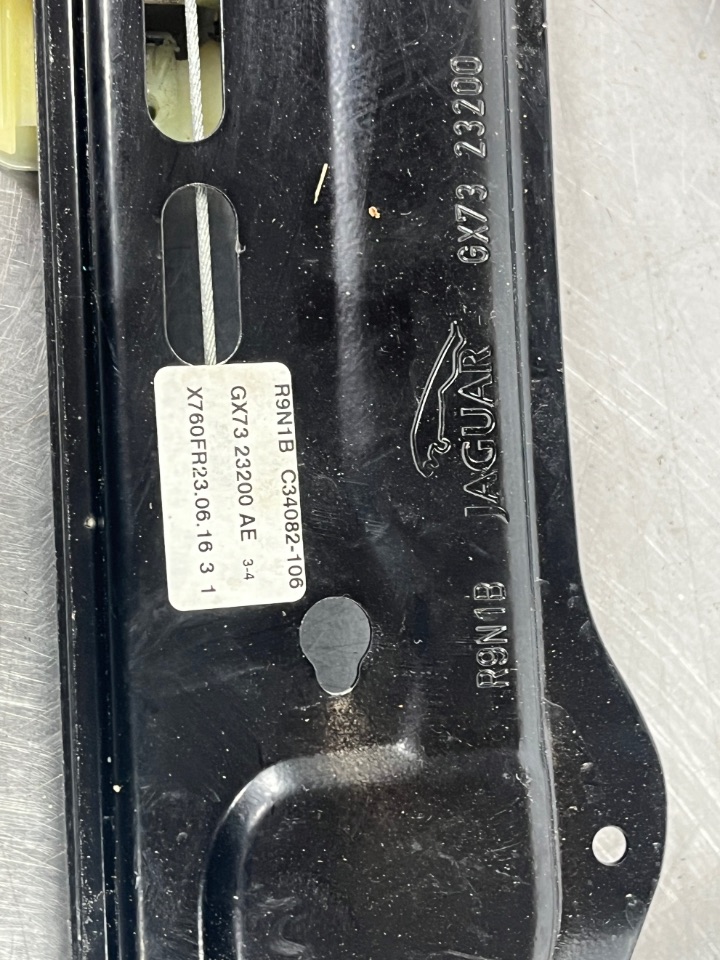 R9N1B C34082-106
GX73 23200 AE 3-4
X760FR23.06.16 3 1
R9N1B JAGUAR GX73 23200